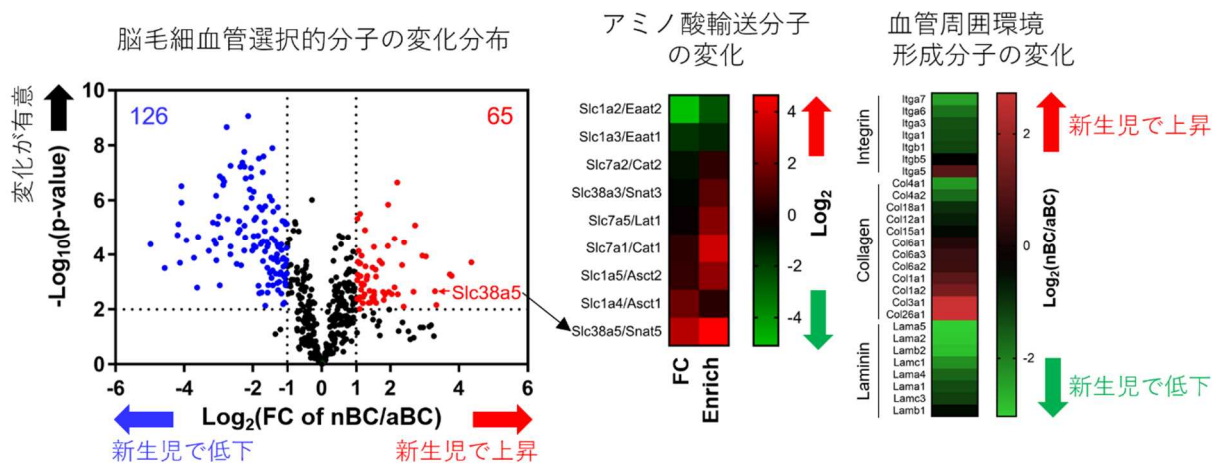 脳毛細血管選択的分子の変化分布
変化が有意
-Log10(p-value)
10
8
6
4
2
0
126
65
Slc38a5
-6
-4
-2
-1
0
1
2
4
6
Log2(FC of nBC/aBC)
新生児で低下
新生児で上昇
アミノ酸輸送分子
の変化
Slc1a2/Eaat2
Slc1a3/Eaat1
Slc7a2/Cat2
Slc38a3/Snat3
Slc7a5/Lat1
Slc7a1/Cat1
Slc1a5/Asct2
Slc1a4/Asct1
Slc38a5/Snat5
FC
Enrich
4
2
0
-2
-4
Log2
血管周囲環境
形成分子の変化
Integrin
Itga7
Itga6
Itga3
Itga1
Itgb1
Itgb5
Itga5
Collagen
Col4a1
Col4a2
Col18a1
Col12a1
Col15a1
Col6a1
Col6a3
Col6a2
Col1a1
Col1a2
Col3a1
Col26a1
Laminin
Lama5
Lama2
Lamb2
Lamc1
Lama4
Lama1
Lamc3
Lamb1
2
0
-2
Log2(nBC/aBC)
新生児で上昇
新生児で低下